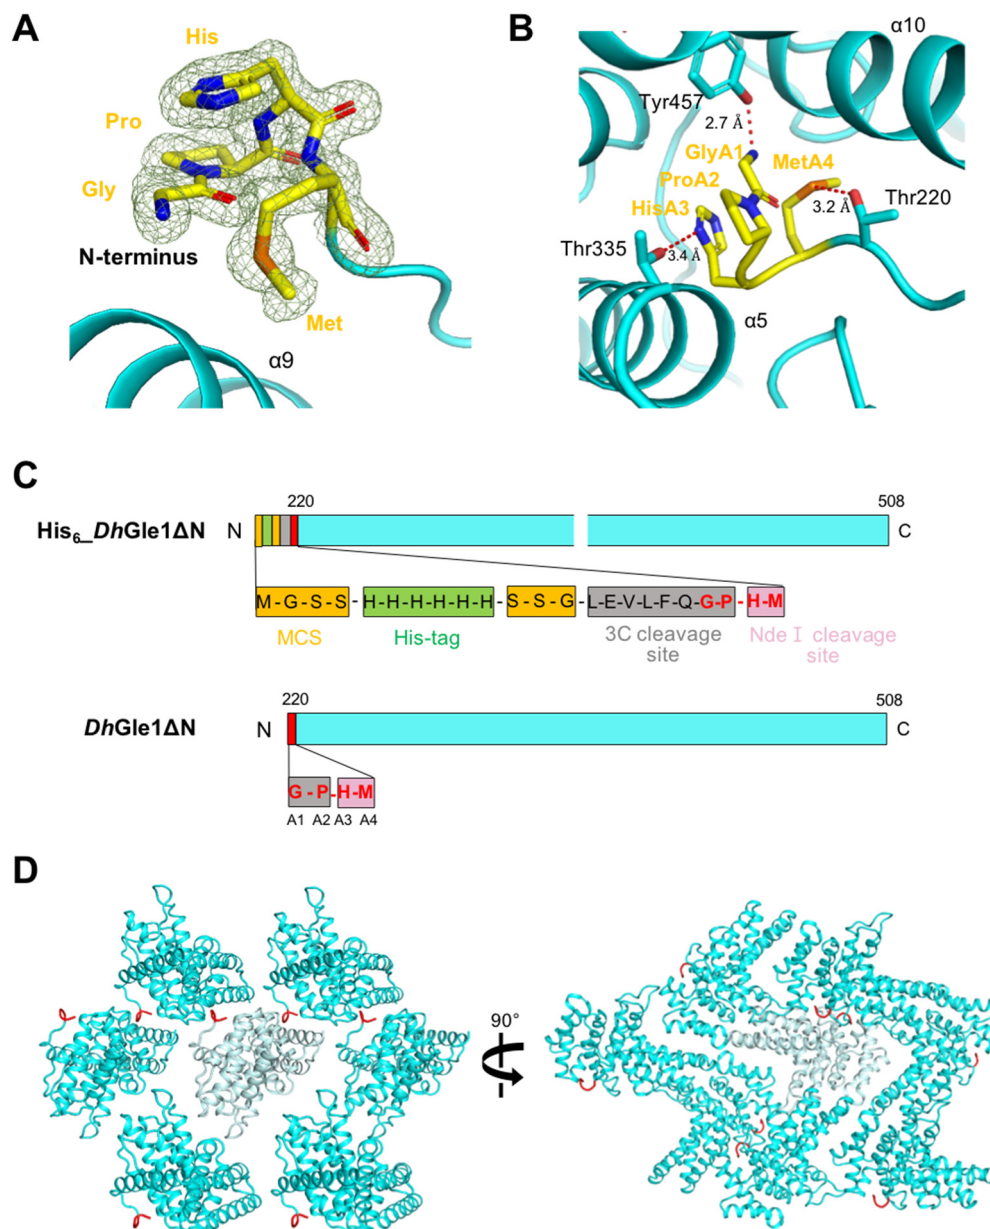 A
His
Pro
Gly
N-terminus
Met
α9
B
α10
Tyr457
2.7 Å
GlyA1
ProA2
MetA4
HisA3
3.2 Å
Thr220
Thr335
3.4 Å
α5
C
220
508
His6_DhGle1ΔN
N
C
M-G-S-S-H-H-H-H-H-H-S-S-G-L-E-V-L-F-Q-G-P-H-M
MCS
His-tag
3C cleavage
site
Nde I cleavage
site
220
508
DhGle1ΔN
N
C
G-P-H-M
A1 A2 A3 A4
D
90°